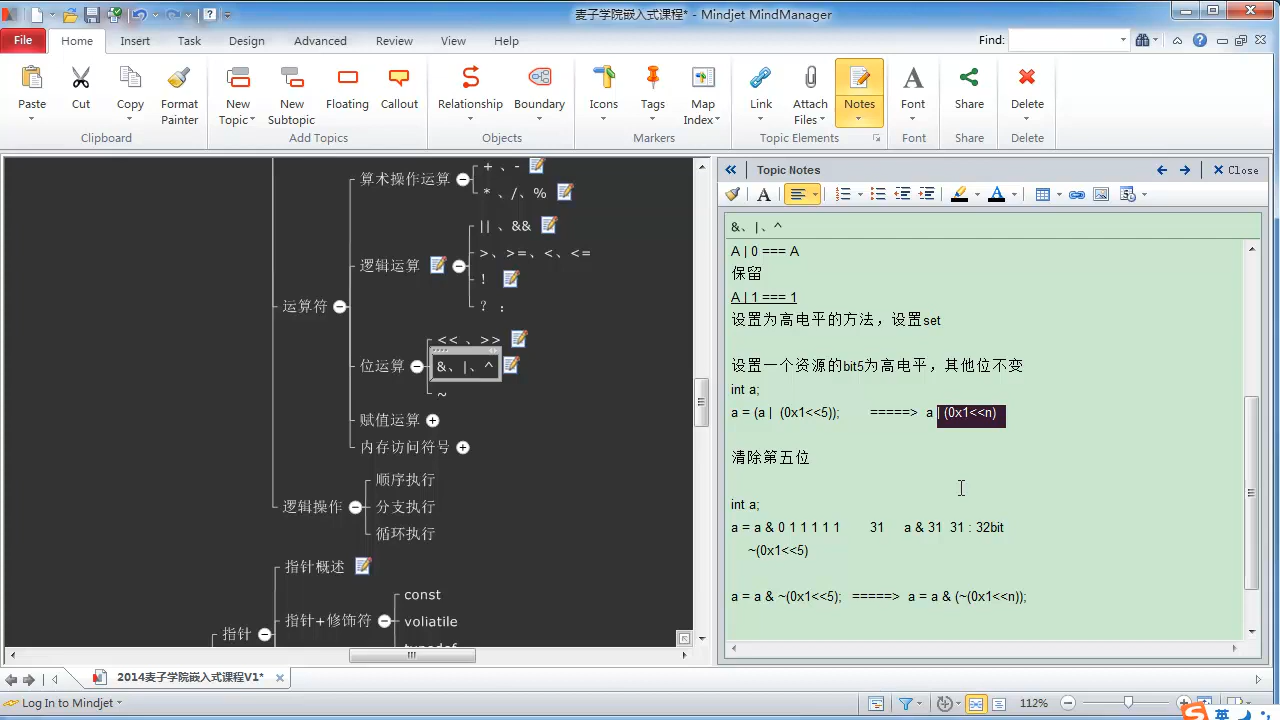 麦子学院嵌入式课程* - Mindjet MindManager
File Home Insert Task Design Advanced Review View Help Find:
Paste Cut Copy Format Painter New Topic New Subtopic Floating Callout Relationship Boundary Icons Tags Map Index Link Attach Files Notes Font Share Delete
Clipboard Add Topics Objects Markers Topic Elements Font Share Delete
+ 、-
算术操作运算
* 、/、%
|| 、&&
>、>=、<、<=
逻辑运算
!
? :
运算符
<< 、>>
位运算
&、|、^
~
赋值运算
内存访问符号
顺序执行
逻辑操作
分支执行
循环执行
指针概述
const
指针+修饰符
voliatile
指针
typedef
Topic Notes
Close
&、|、^
A | 0 === A
保留
A | 1 === 1
设置为高电平的方法，设置set
设置一个资源的bit5为高电平，其他位不变
int a;
a = (a | (0x1<<5)); =====> a | (0x1<<n)
清除第五位
int a;
a = a & 0 1 1 1 1 1 31 a & 31 31 : 32bit
~(0x1<<5)
a = a & ~(0x1<<5); =====> a = a & (~(0x1<<n));
2014麦子学院嵌入式课程V1*
Log In to Mindjet
112%
英